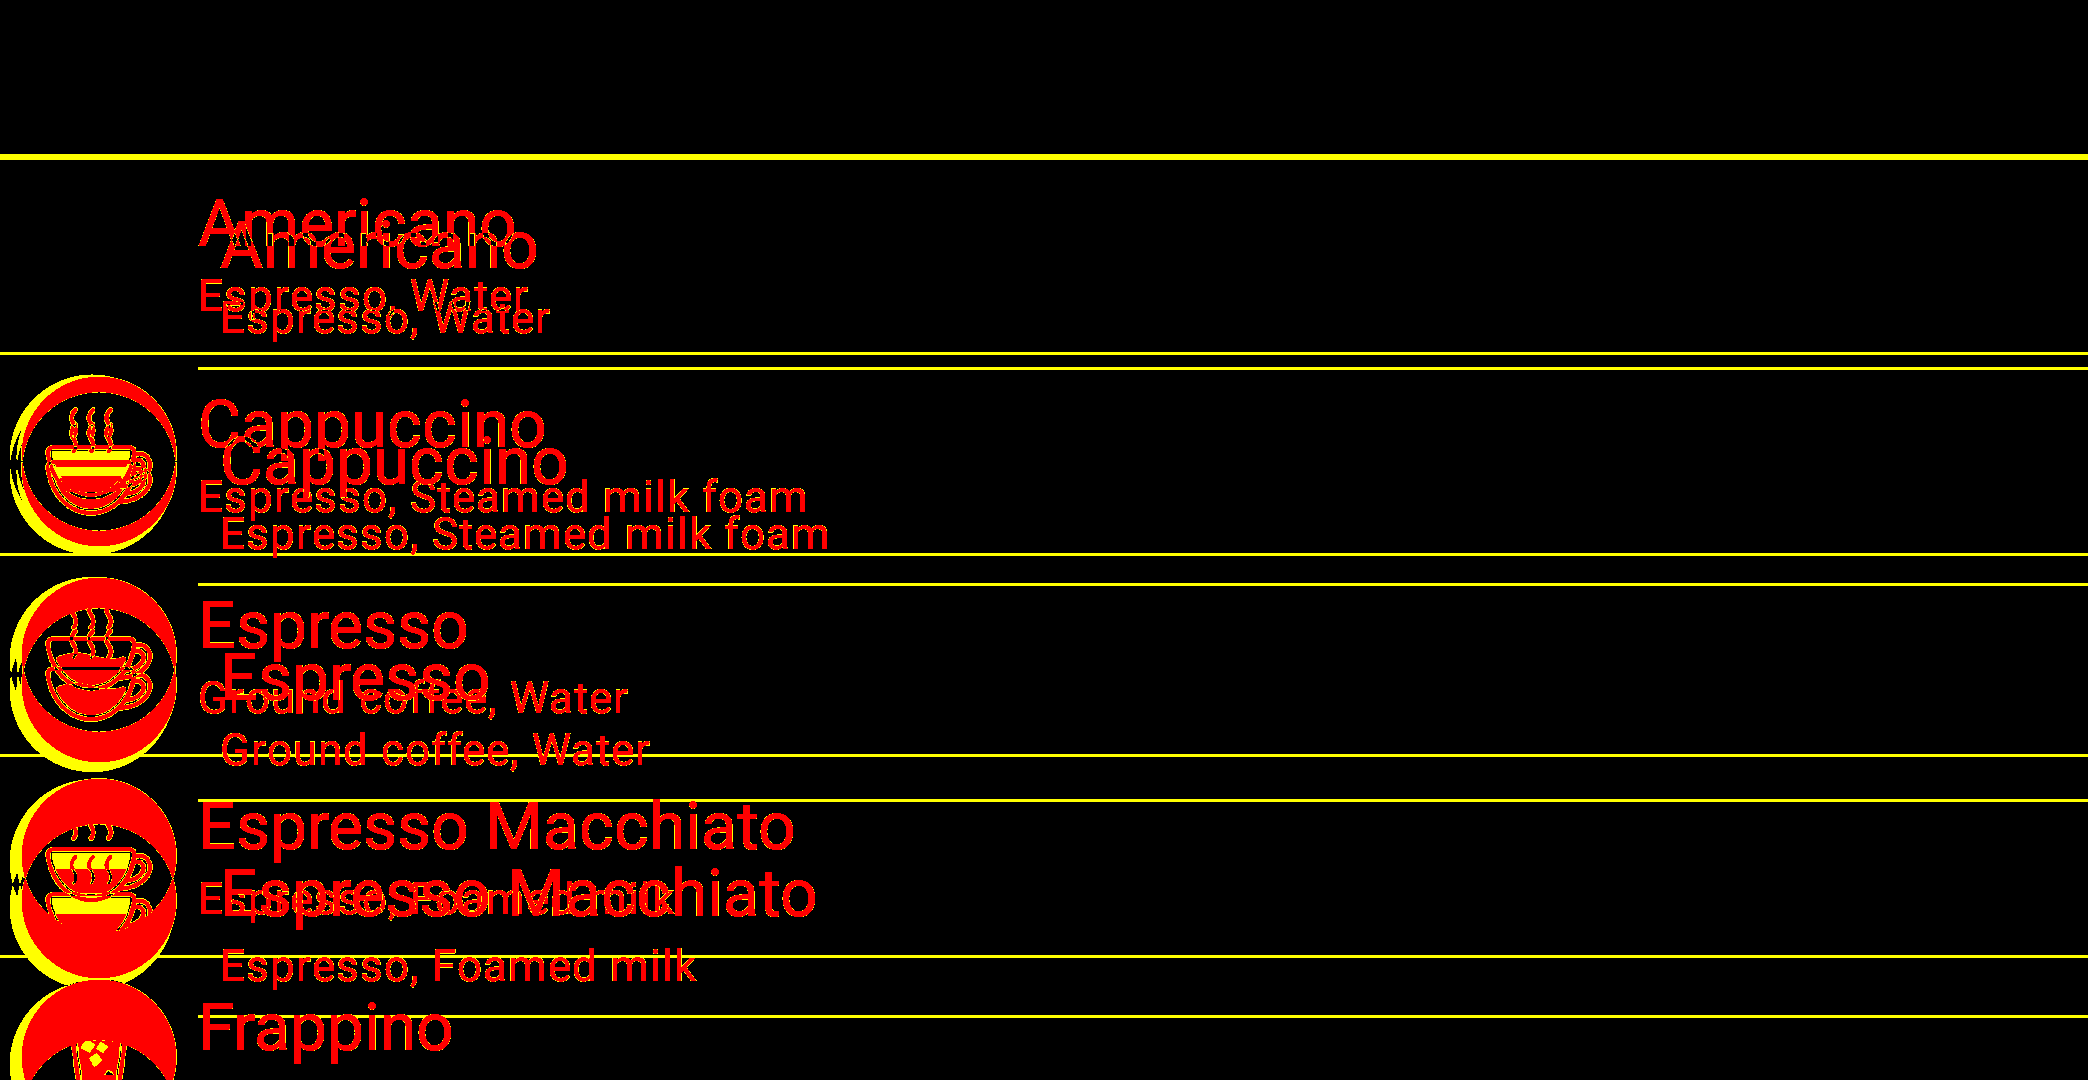 Americano
Americano
Espresso, Water
Espresso, Water
Cappuccino
Cappuccino
Espresso, Steamed milk foam
Espresso, Steamed milk foam
Espresso
Espresso
Ground coffee, Water
Ground coffee, Water
Espresso Macchiato
Espresso Macchiato
Espresso, Foamed milk
Espresso, Foamed milk
Frappino